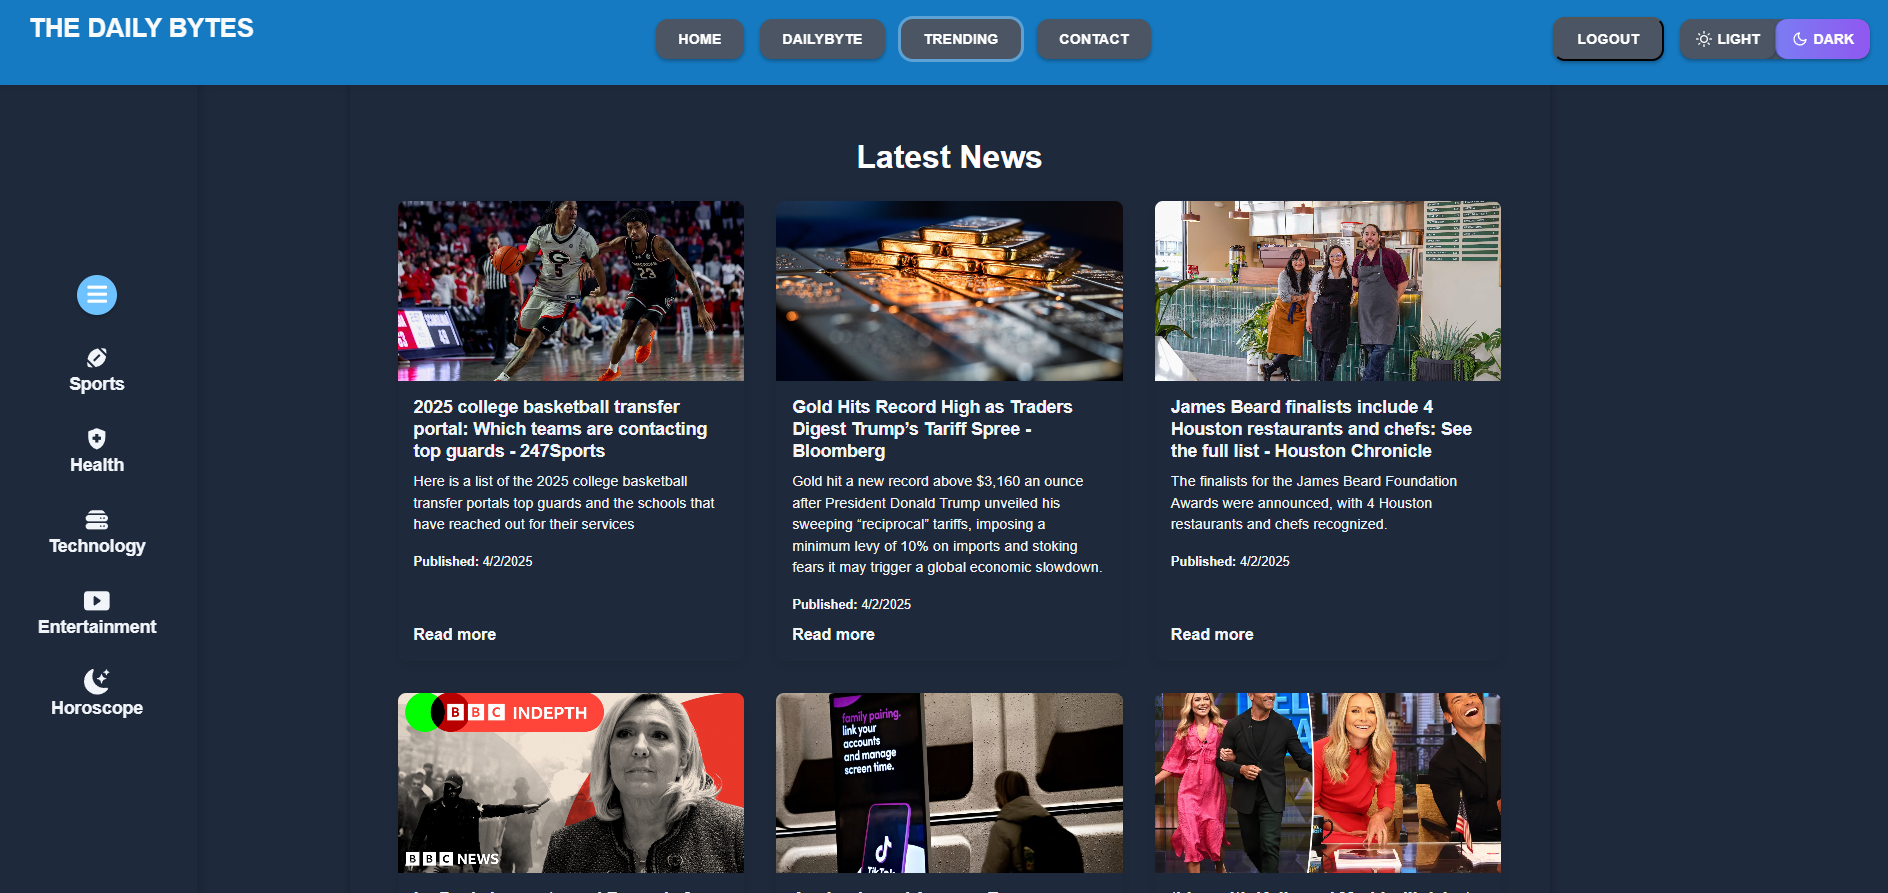 THE DAILY BYTES
HOME
DAILYBYTE
TRENDING
CONTACT
LOGOUT
LIGHT
DARK
Latest News
Sports
Health
Technology
Entertainment
Horoscope
G
23
2025 college basketball transfer
portal: Which teams are contacting
top guards - 247Sports
Here is a list of the 2025 college basketball
transfer portals top guards and the schools that
have reached out for their services
Published: 4/2/2025
Read more
Gold Hits Record High as Traders
Digest Trump’s Tariff Spree -
Bloomberg
Gold hit a new record above $3,160 an ounce
after President Donald Trump unveiled his
sweeping “reciprocal” tariffs, imposing a
minimum levy of 10% on imports and stoking
fears it may trigger a global economic slowdown.
Published: 4/2/2025
Read more
James Beard finalists include 4
Houston restaurants and chefs: See
the full list - Houston Chronicle
The finalists for the James Beard Foundation
Awards were announced, with 4 Houston
restaurants and chefs recognized.
Published: 4/2/2025
Read more
BBC INDEPTH
BBC NEWS
family pairing.
link your
accounts
and manage
screen time.
TikTok